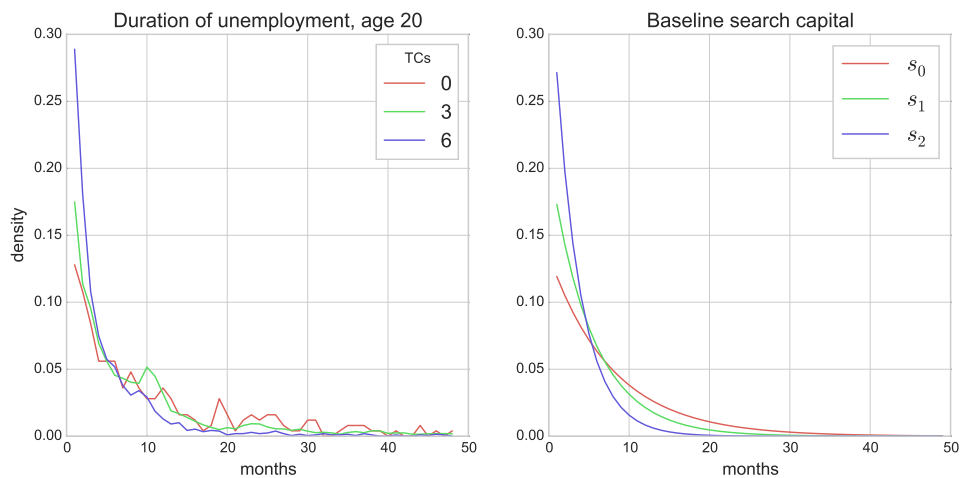 Duration of unemployment, age 20
0.30
0.25
0.20
0.15
0.10
0.05
0.00
density
0 10 20 30 40 50
months
TCs
0
3
6
Baseline search capital
0.30
0.25
0.20
0.15
0.10
0.05
0.00
0 10 20 30 40 50
months
s₀
s₁
s₂